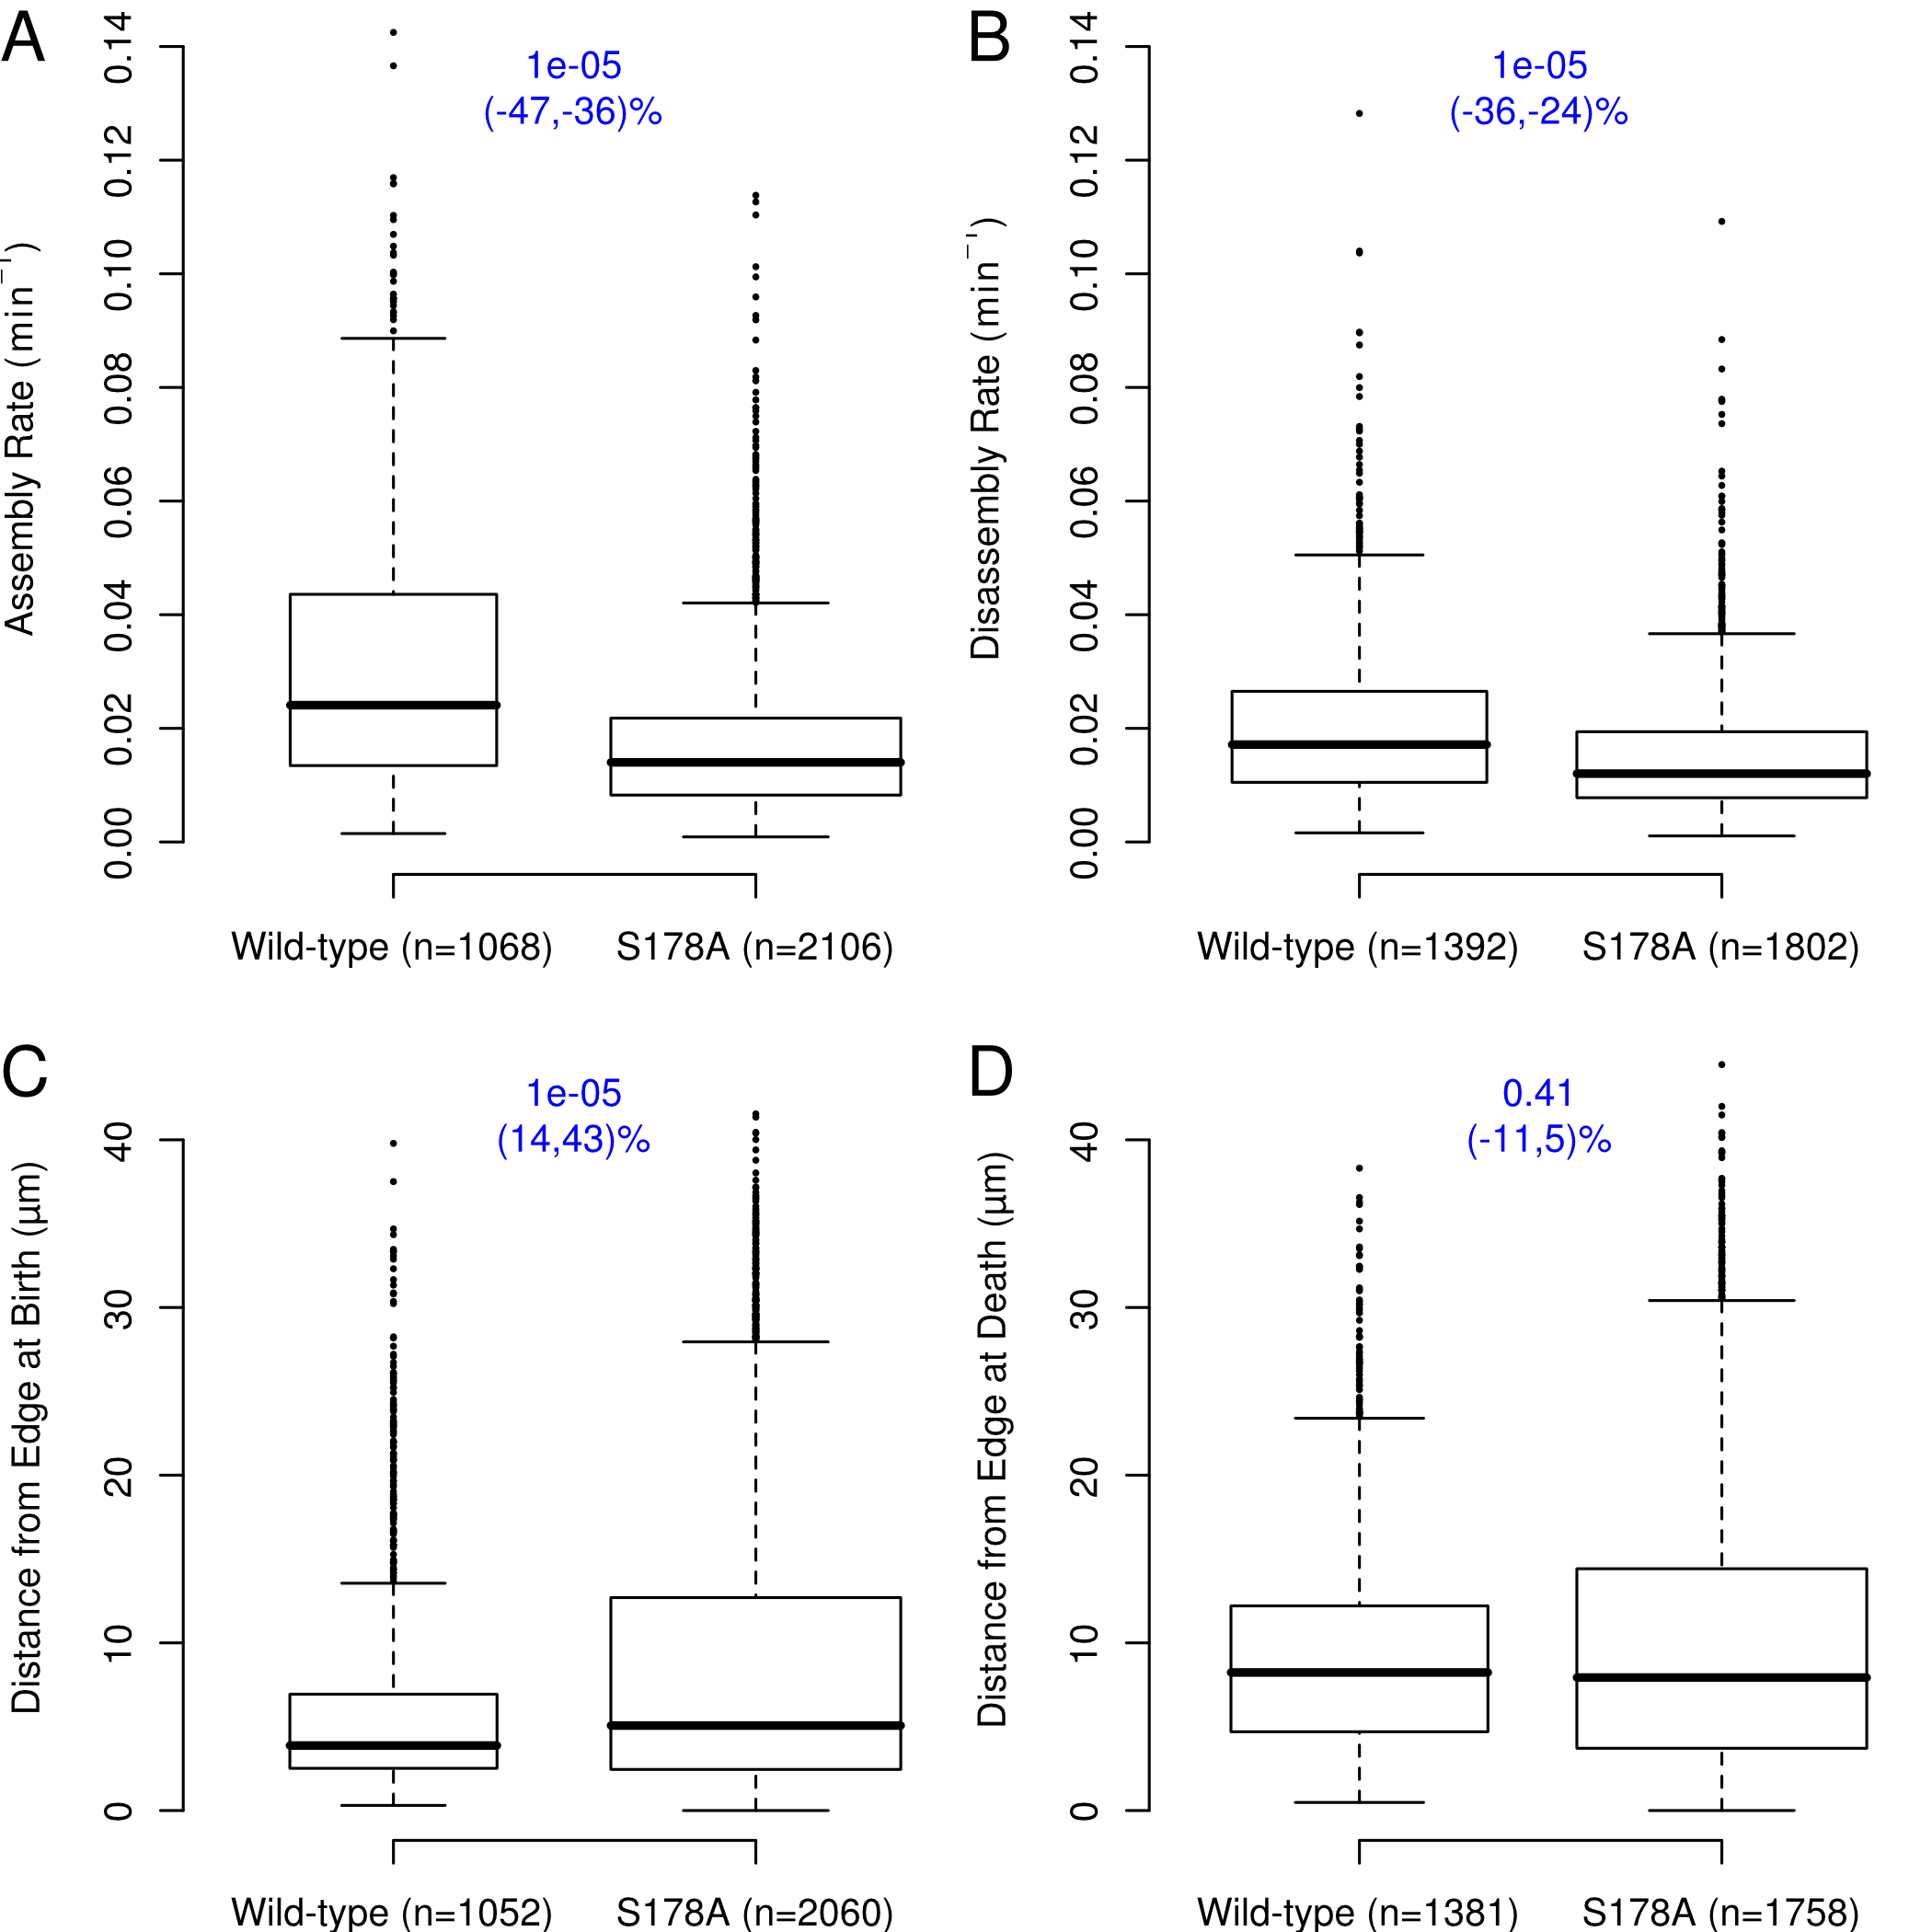 A
1e-05
(-47,-36)%
Assembly Rate (min⁻¹)
0.14
0.12
0.10
0.08
0.06
0.04
0.02
0.00
Wild-type (n=1068)
S178A (n=2106)
B
1e-05
(-36,-24)%
Disassembly Rate (min⁻¹)
0.14
0.12
0.10
0.08
0.06
0.04
0.02
0.00
Wild-type (n=1392)
S178A (n=1802)
C
1e-05
(14,43)%
Distance from Edge at Birth (µm)
40
30
20
10
0
Wild-type (n=1052)
S178A (n=2060)
D
0.41
(-11,5)%
Distance from Edge at Death (µm)
40
30
20
10
0
Wild-type (n=1381)
S178A (n=1758)